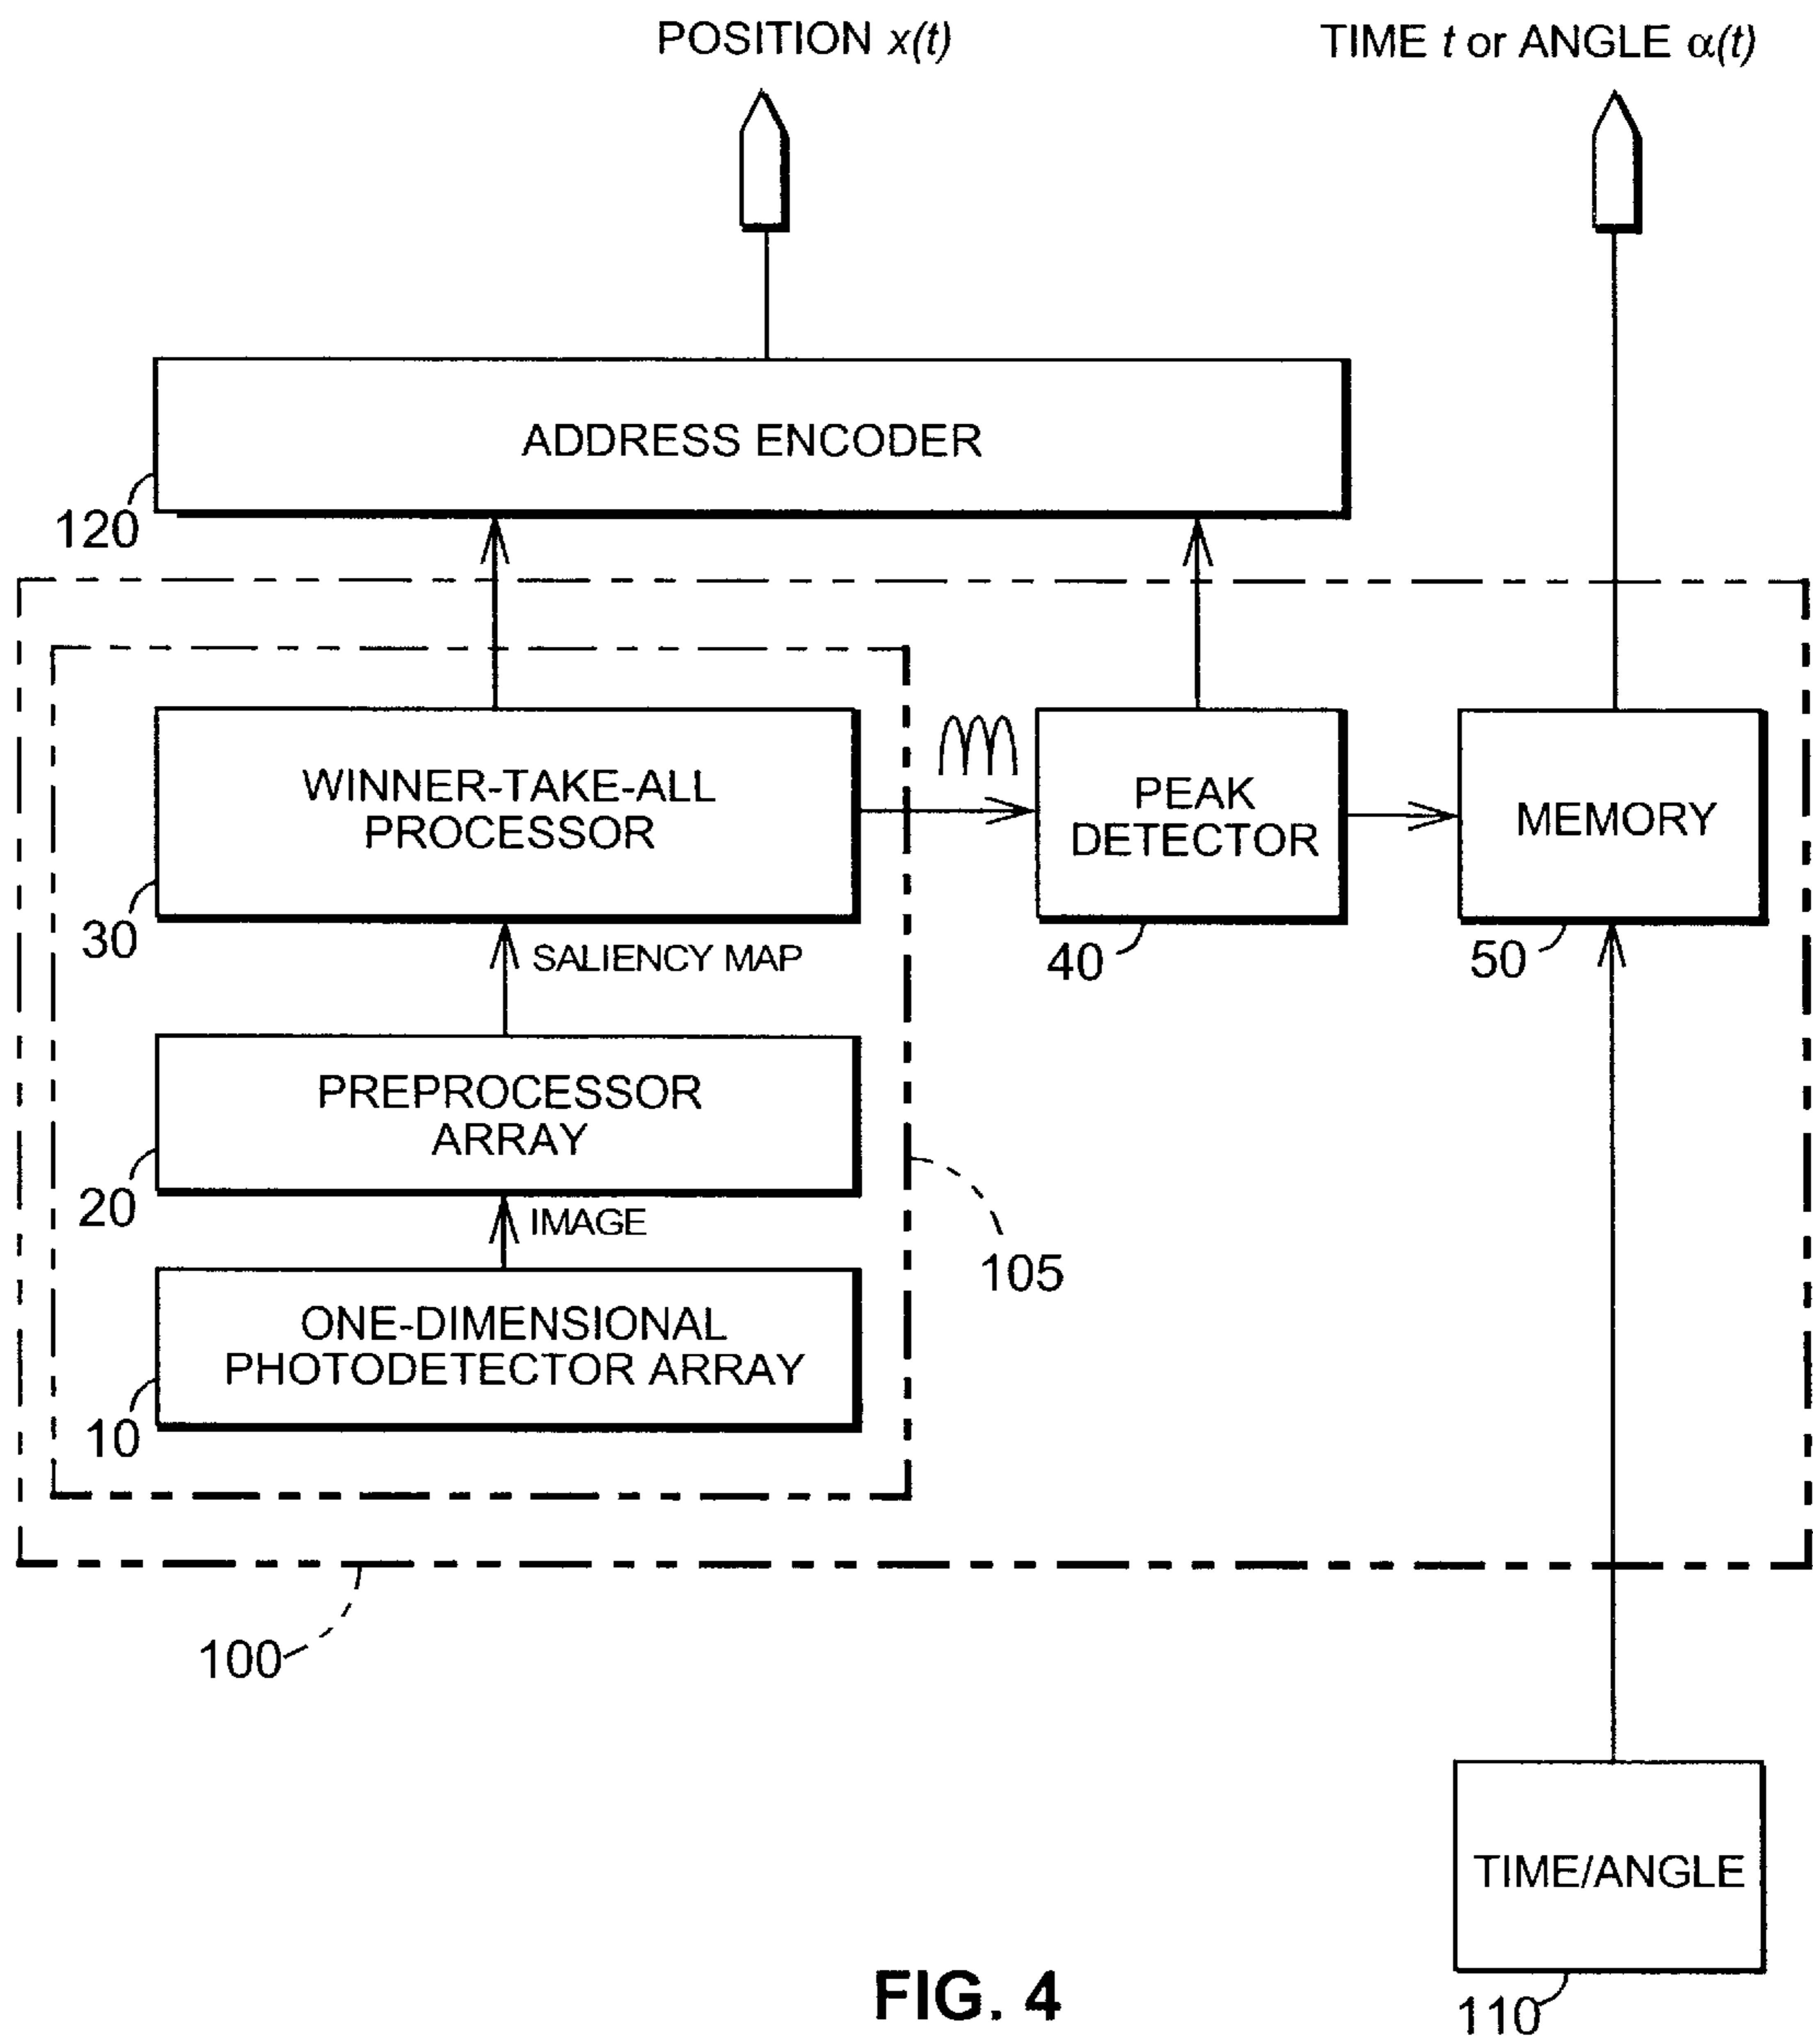 POSITION x(t)
TIME t or ANGLE α(t)
ADDRESS ENCODER
120
WINNER-TAKE-ALL
PROCESSOR
30
PEAK
DETECTOR
40
MEMORY
50
SALIENCY MAP
PREPROCESSOR
ARRAY
20
IMAGE
105
ONE-DIMENSIONAL
PHOTODETECTOR ARRAY
10
100
TIME/ANGLE
110
FIG. 4